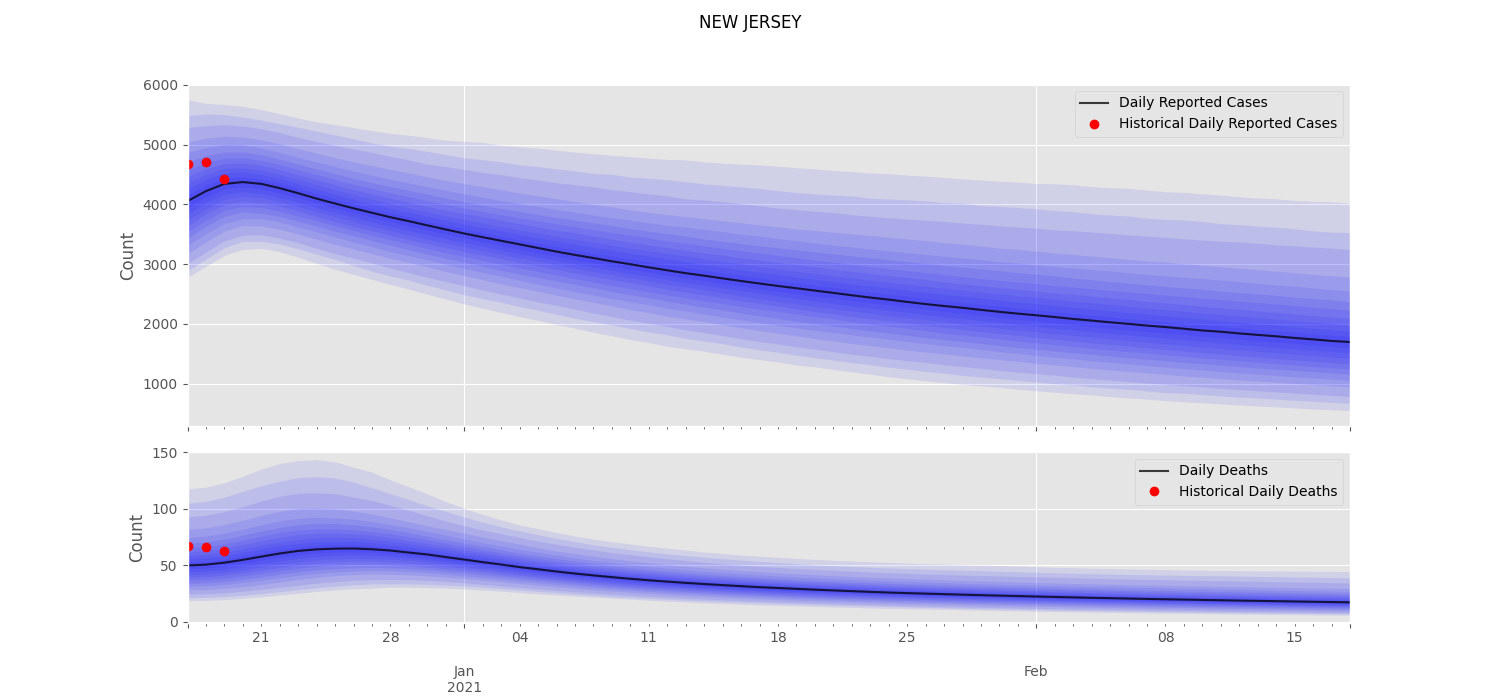 NEW JERSEY
6000
5000
4000
3000
2000
1000
Count
Daily Reported Cases
Historical Daily Reported Cases
150
100
50
0
Count
Daily Deaths
Historical Daily Deaths
21 28 04 11 18 25 08 15
Jan Feb
2021